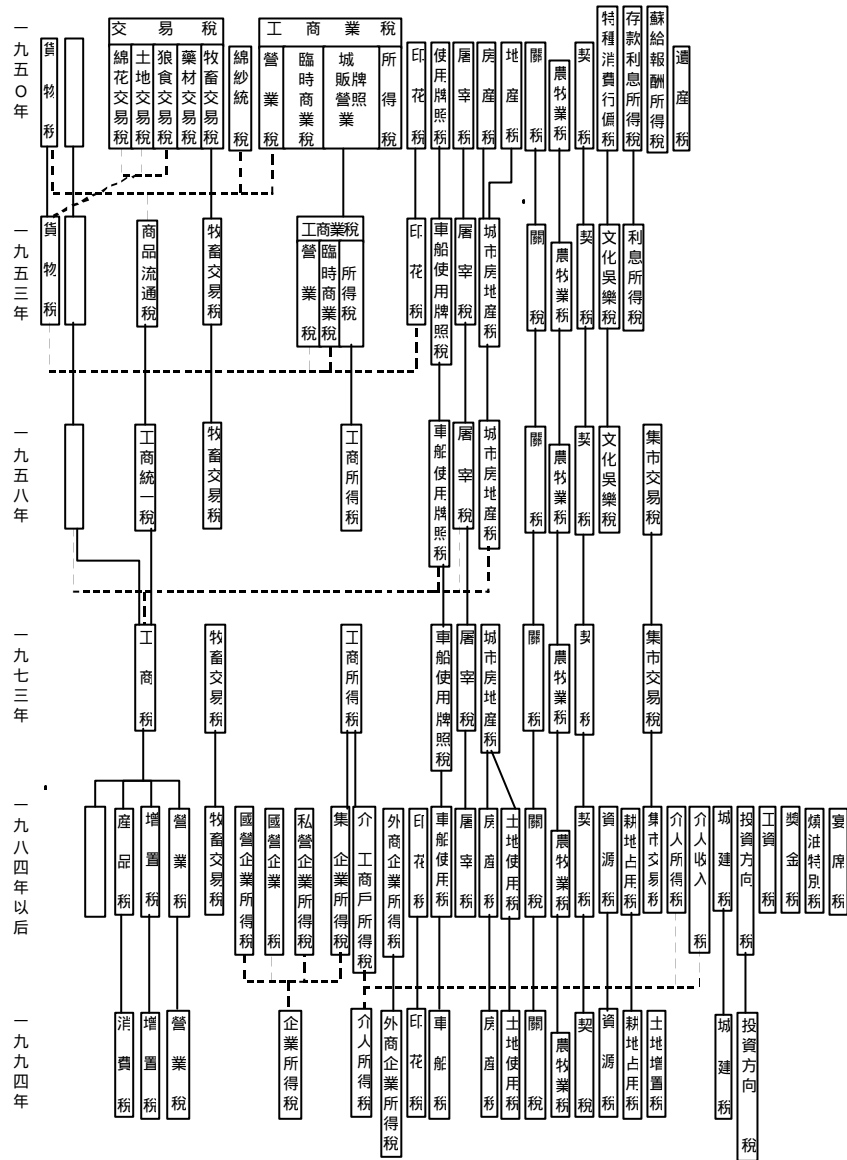 一九五O年
貨物稅
交易稅
綿花交易稅
土地交易稅
狼食交易稅
藥材交易稅
牧畜交易稅
綿紗統稅
工商業稅
營業稅
臨時商業稅
城販營業
牌照
所得稅
印花稅
使用牌照稅
屠宰稅
房産稅
地産稅
關稅
農牧業稅
契稅
特種消費行僞稅
存款利息所得稅
蘇給報酬所得稅
遺産稅
一九五三年
貨物稅
商品流通稅
牧畜交易稅
工商業稅
營業稅
臨時商業稅
所得稅
印花稅
車船使用牌照稅
屠宰稅
城市房地産稅
關稅
農牧業稅
契稅
文化吳樂稅
利息所得稅
一九五八年
工商統一稅
牧畜交易稅
工商所得稅
車船使用牌照稅
屠宰稅
城市房地産稅
關稅
農牧業稅
契稅
文化吳樂稅
集市交易稅
一九七三年
工商稅
牧畜交易稅
工商所得稅
車船使用牌照稅
屠宰稅
城市房地産稅
關稅
農牧業稅
契稅
集市交易稅
一九八四年以后
産品稅
增置稅
營業稅
牧畜交易稅
國營企業所得稅
國營企業稅
私營企業所得稅
集企業所得稅
介工商戶所得稅
外商企業所得稅
印花稅
車船使用稅
屠宰稅
房産稅
土地使用稅
關稅
農牧業稅
契稅
資源稅
耕地占用稅
集市交易稅
介人所得稅
介人收入稅
城建稅
投資方向稅
工資稅
獎金稅
燒油特別稅
宴席稅
一九九四年
消費稅
增置稅
營業稅
企業所得稅
介人所得稅
外商企業所得稅
印花稅
車船稅
房産稅
土地使用稅
關稅
農牧業稅
契稅
資源稅
耕地占用稅
土地增置稅
城建稅
投資方向稅